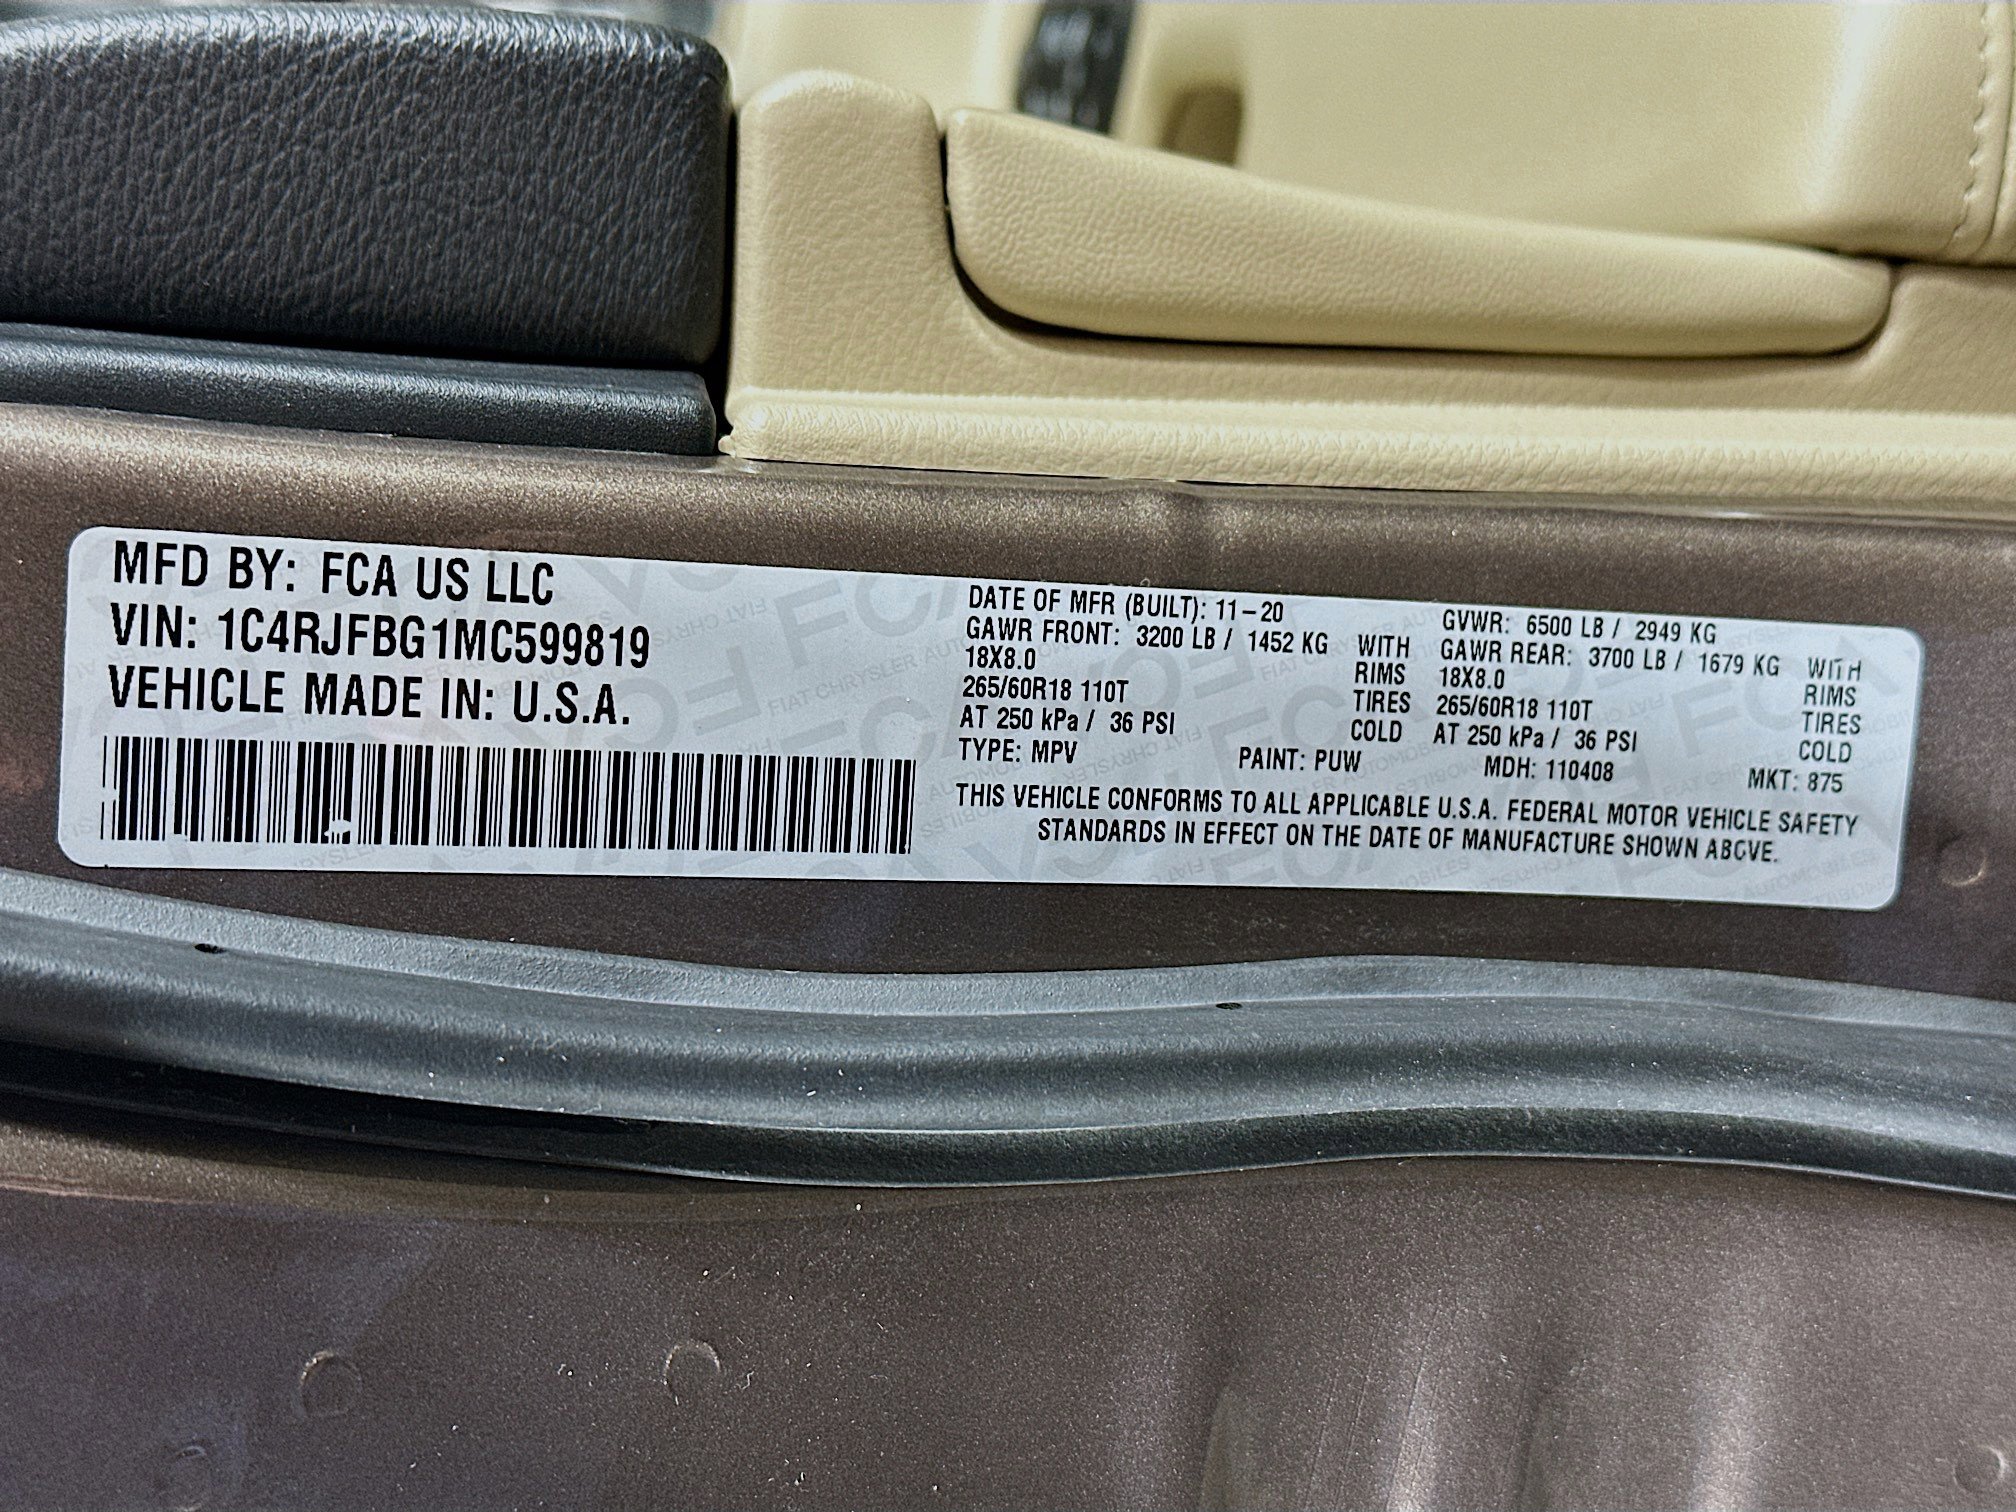 MFD BY: FCA US LLC
VIN: 1C4RJFBG1MC599819
VEHICLE MADE IN: U.S.A.
DATE OF MFR (BUILT): 11-20 GVWR: 6500 LB / 2949 KG
GAWR FRONT: 3200 LB / 1452 KG WITH GAWR REAR: 3700 LB / 1679 KG WITH
18X8.0 RIMS 18X8.0 RIMS
265/60R18 110T TIRES 265/60R18 110T TIRES
AT 250 kPa / 36 PSI COLD AT 250 kPa / 36 PSI COLD
TYPE: MPV PAINT: PUW MDH: 110408 MKT: 875
THIS VEHICLE CONFORMS TO ALL APPLICABLE U.S.A. FEDERAL MOTOR VEHICLE SAFETY
STANDARDS IN EFFECT ON THE DATE OF MANUFACTURE SHOWN ABOVE.